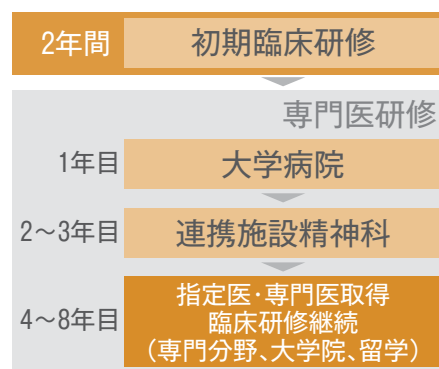 2年間 初期臨床研修
専門医研修
1年目 大学病院
2～3年目 連携施設精神科
4～8年目
指定医・専門医取得
臨床研修継続
（専門分野、大学院、留学）